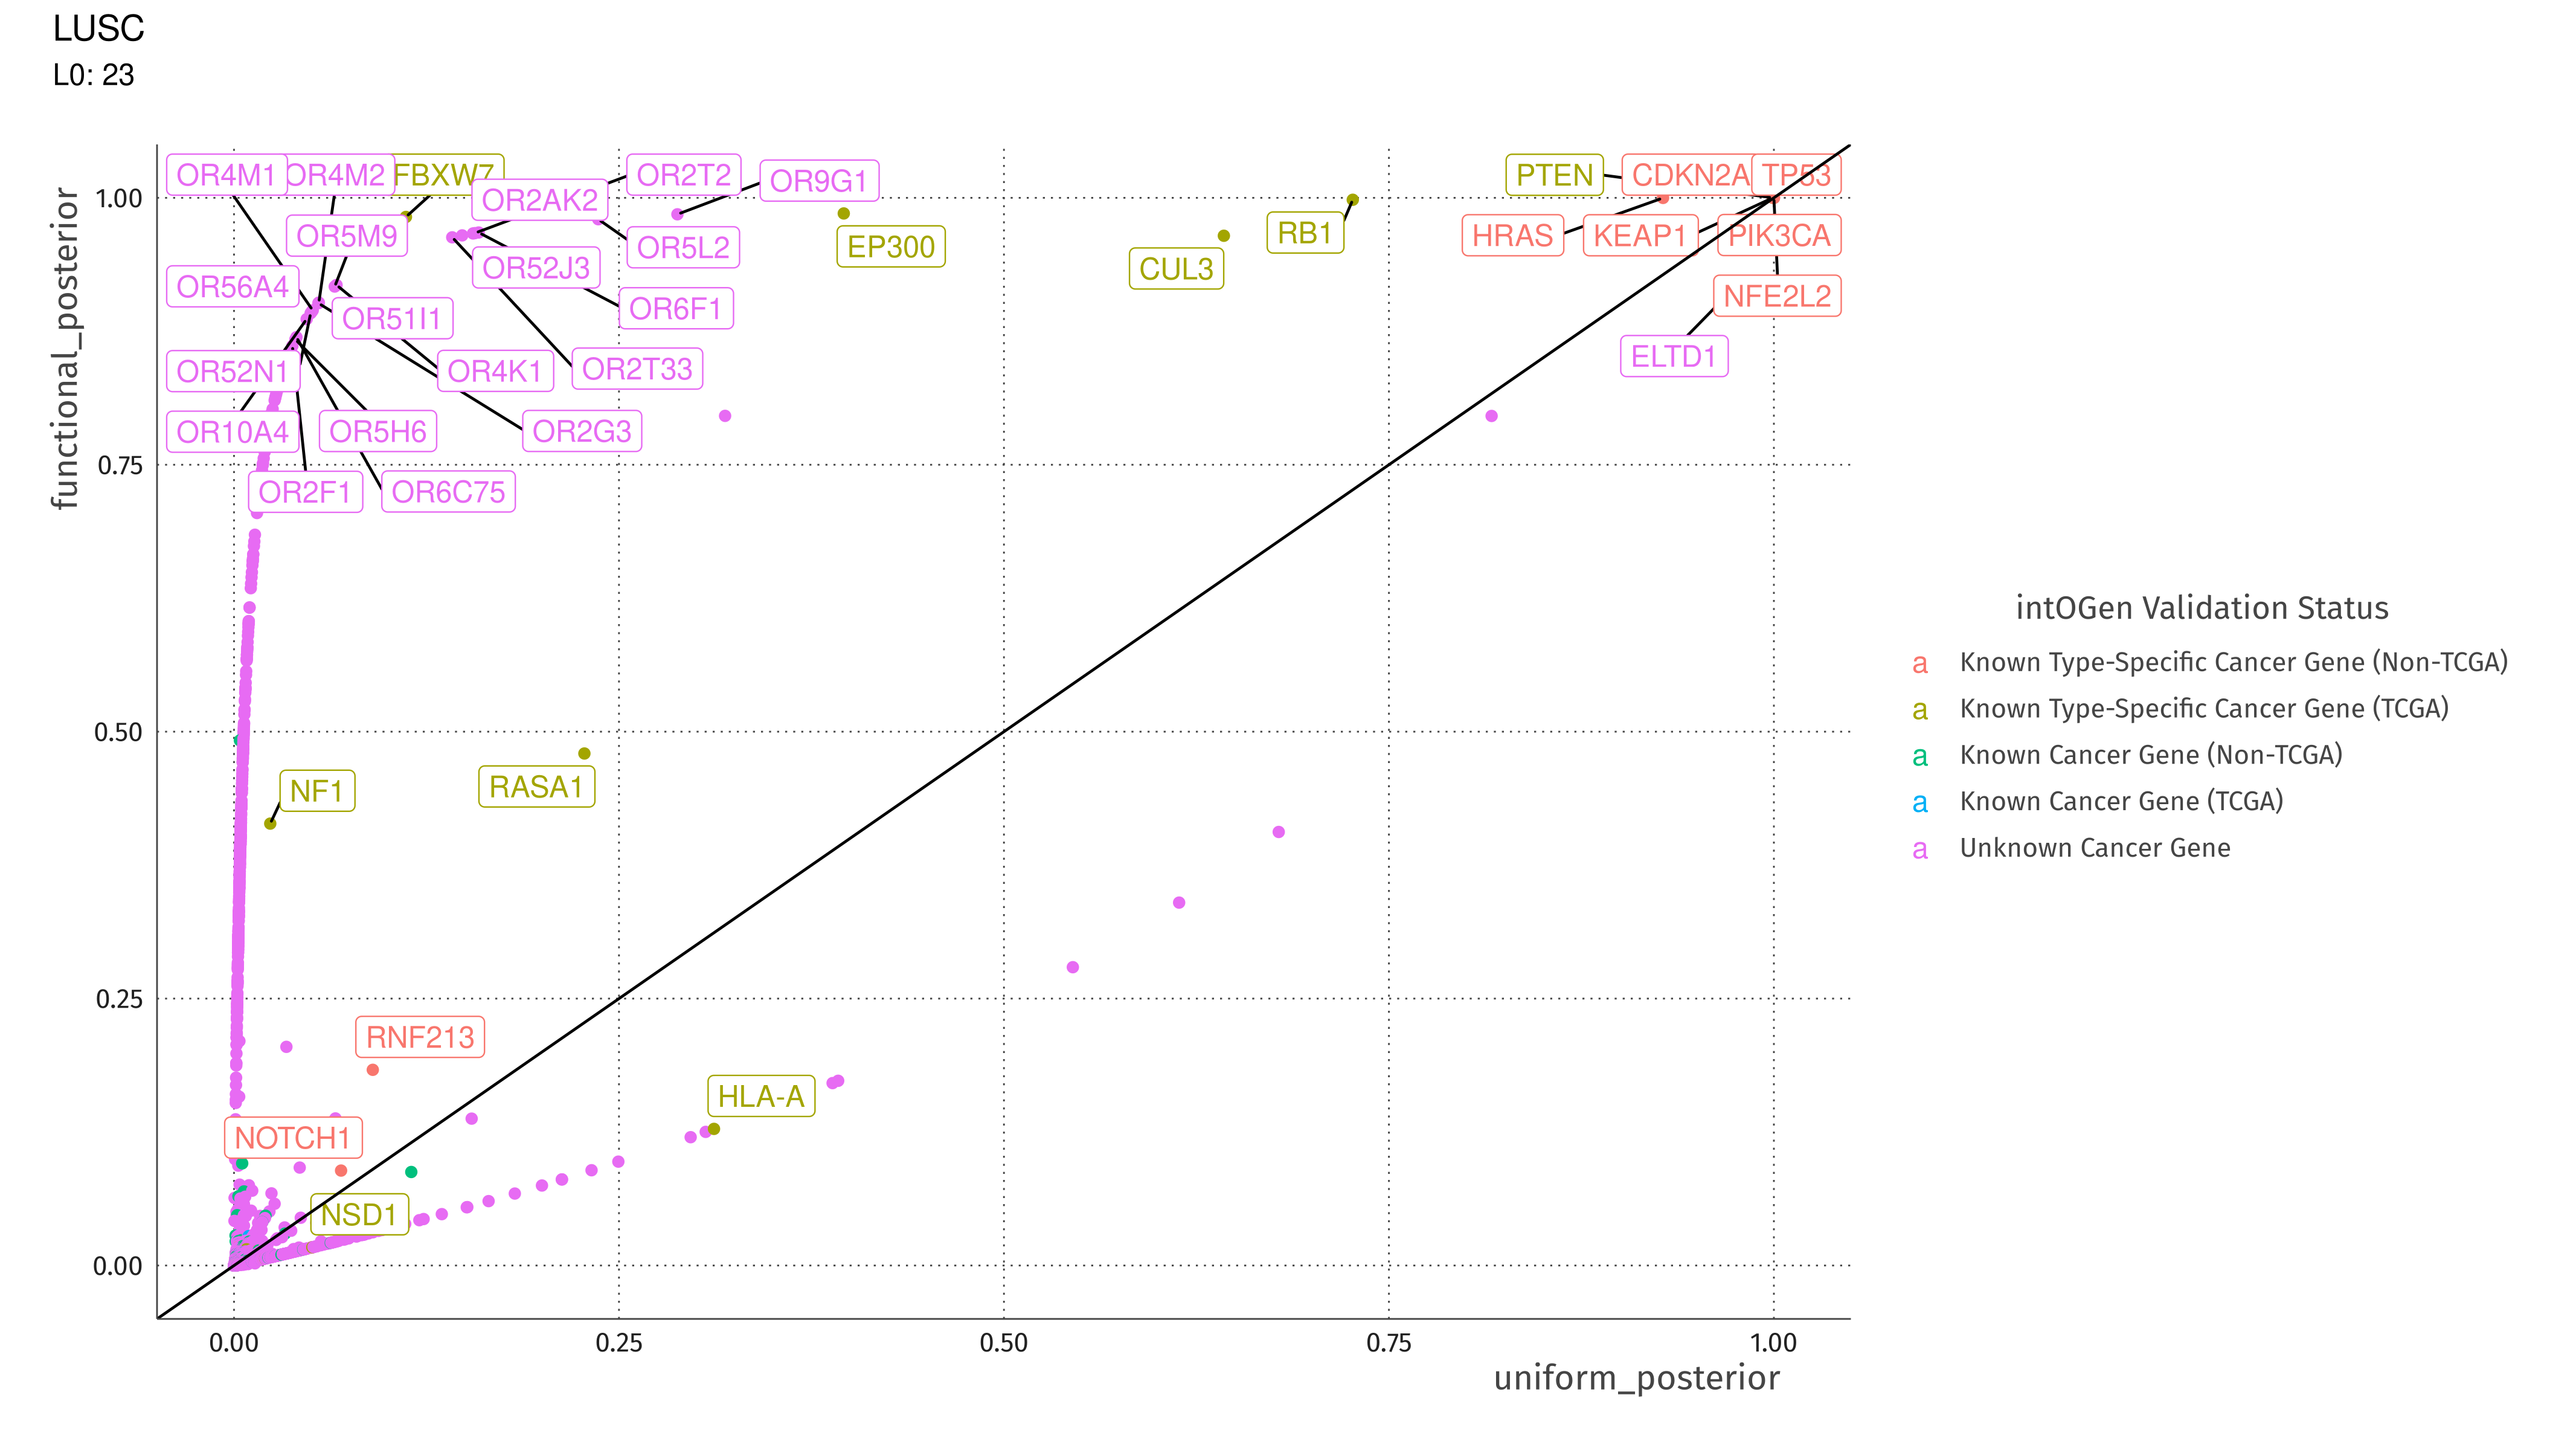 LUSC
L0: 23
functional_posterior
1.00
0.75
0.50
0.25
0.00
OR4M1
OR4M2
FBXW7
OR2T2
OR9G1
OR2AK2
OR5M9
OR5L2
EP300
OR52J3
OR56A4
OR6F1
OR51I1
OR52N1
OR4K1
OR2T33
OR10A4
OR5H6
OR2G3
OR2F1
OR6C75
PTEN
CDKN2A
TP53
RB1
HRAS
KEAP1
PIK3CA
CUL3
NFE2L2
ELTD1
NF1
RASA1
RNF213
HLA-A
NOTCH1
NSD1
0.00
0.25
0.50
0.75
1.00
uniform_posterior
intOGen Validation Status
a Known Type-Specific Cancer Gene (Non-TCGA)
a Known Type-Specific Cancer Gene (TCGA)
a Known Cancer Gene (Non-TCGA)
a Known Cancer Gene (TCGA)
a Unknown Cancer Gene